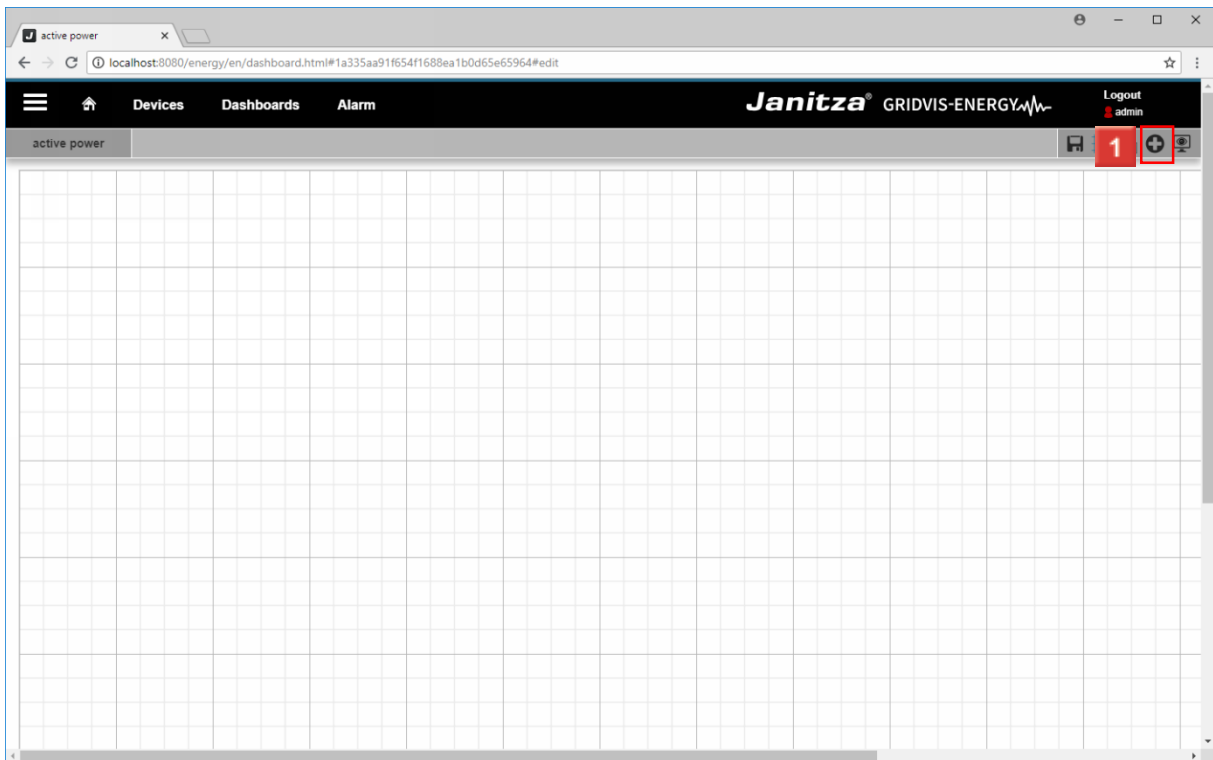 active power
localhost:8080/energy/en/dashboard.html#1a335aa91f654f1688ea1b0d65e65964#edit
Devices Dashboards Alarm Janitza® GRIDVIS-ENERGY Logout
admin
active power 1